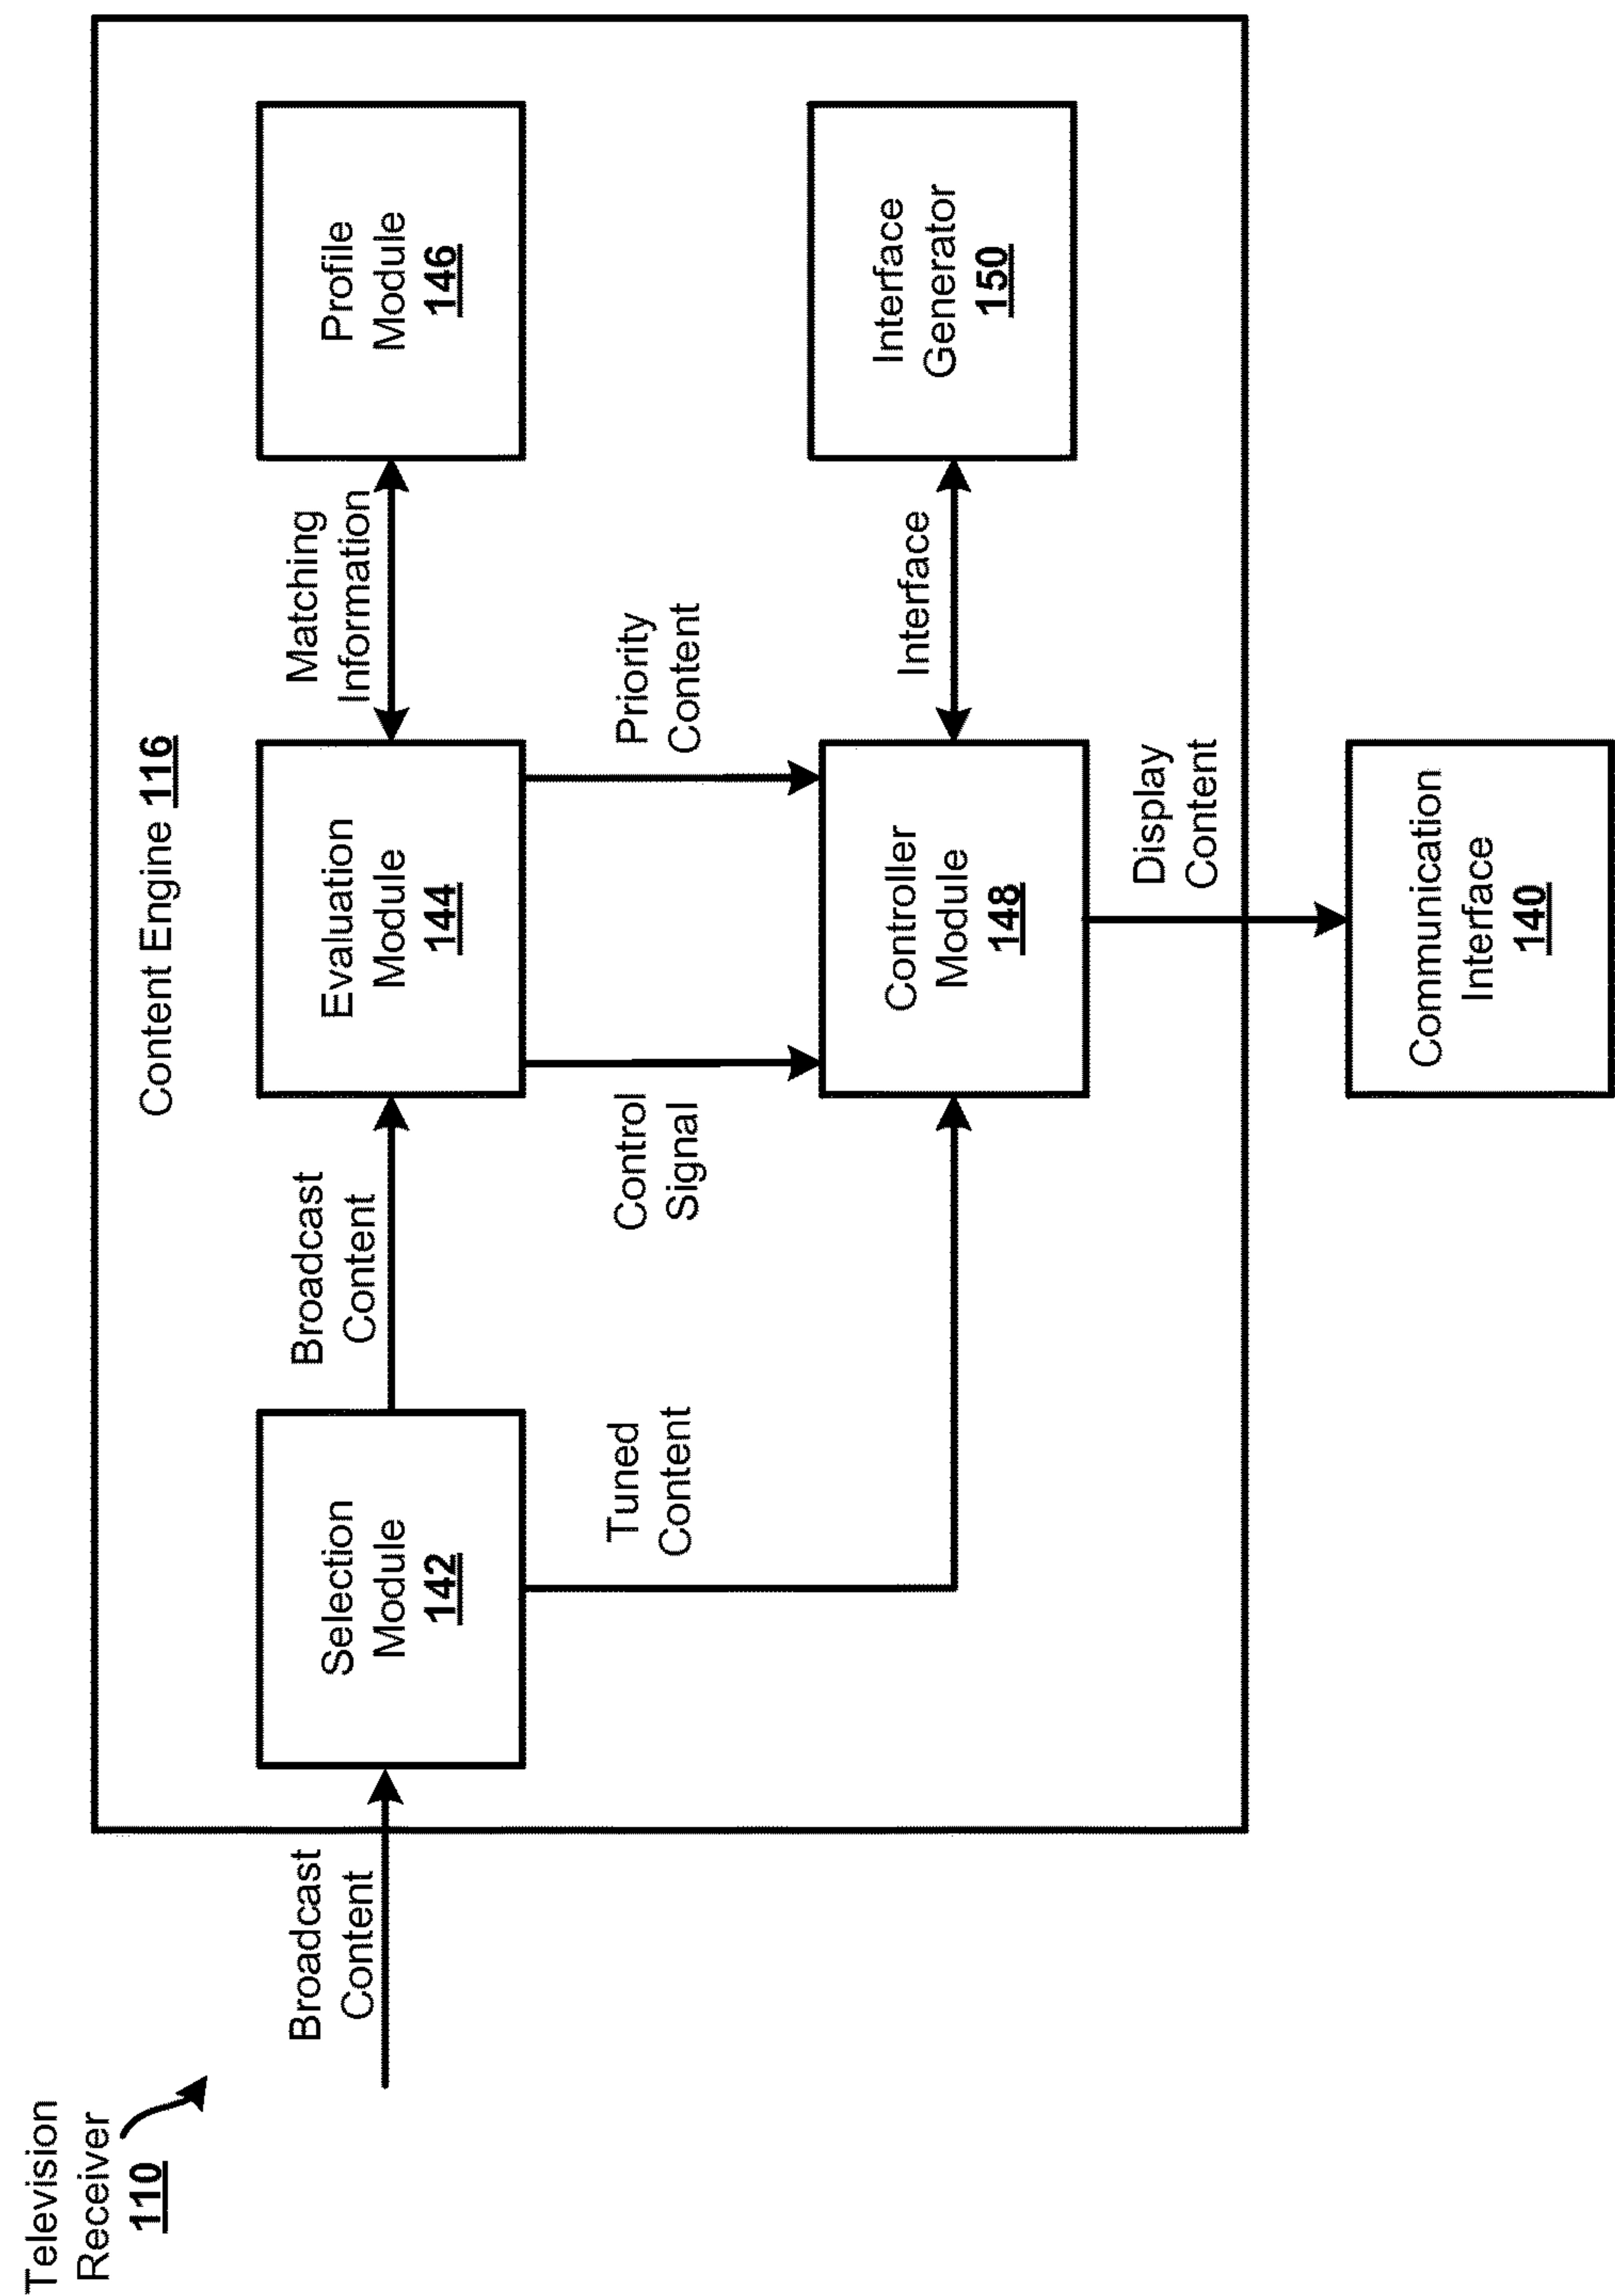 Television
Receiver
110
Content Engine 116
Broadcast
Content
Selection
Module
142
Broadcast
Content
Evaluation
Module
144
Matching
Information
Profile
Module
146
Tuned
Content
Control
Signal
Priority
Content
Controller
Module
148
Interface
Interface
Generator
150
Display
Content
Communication
Interface
140